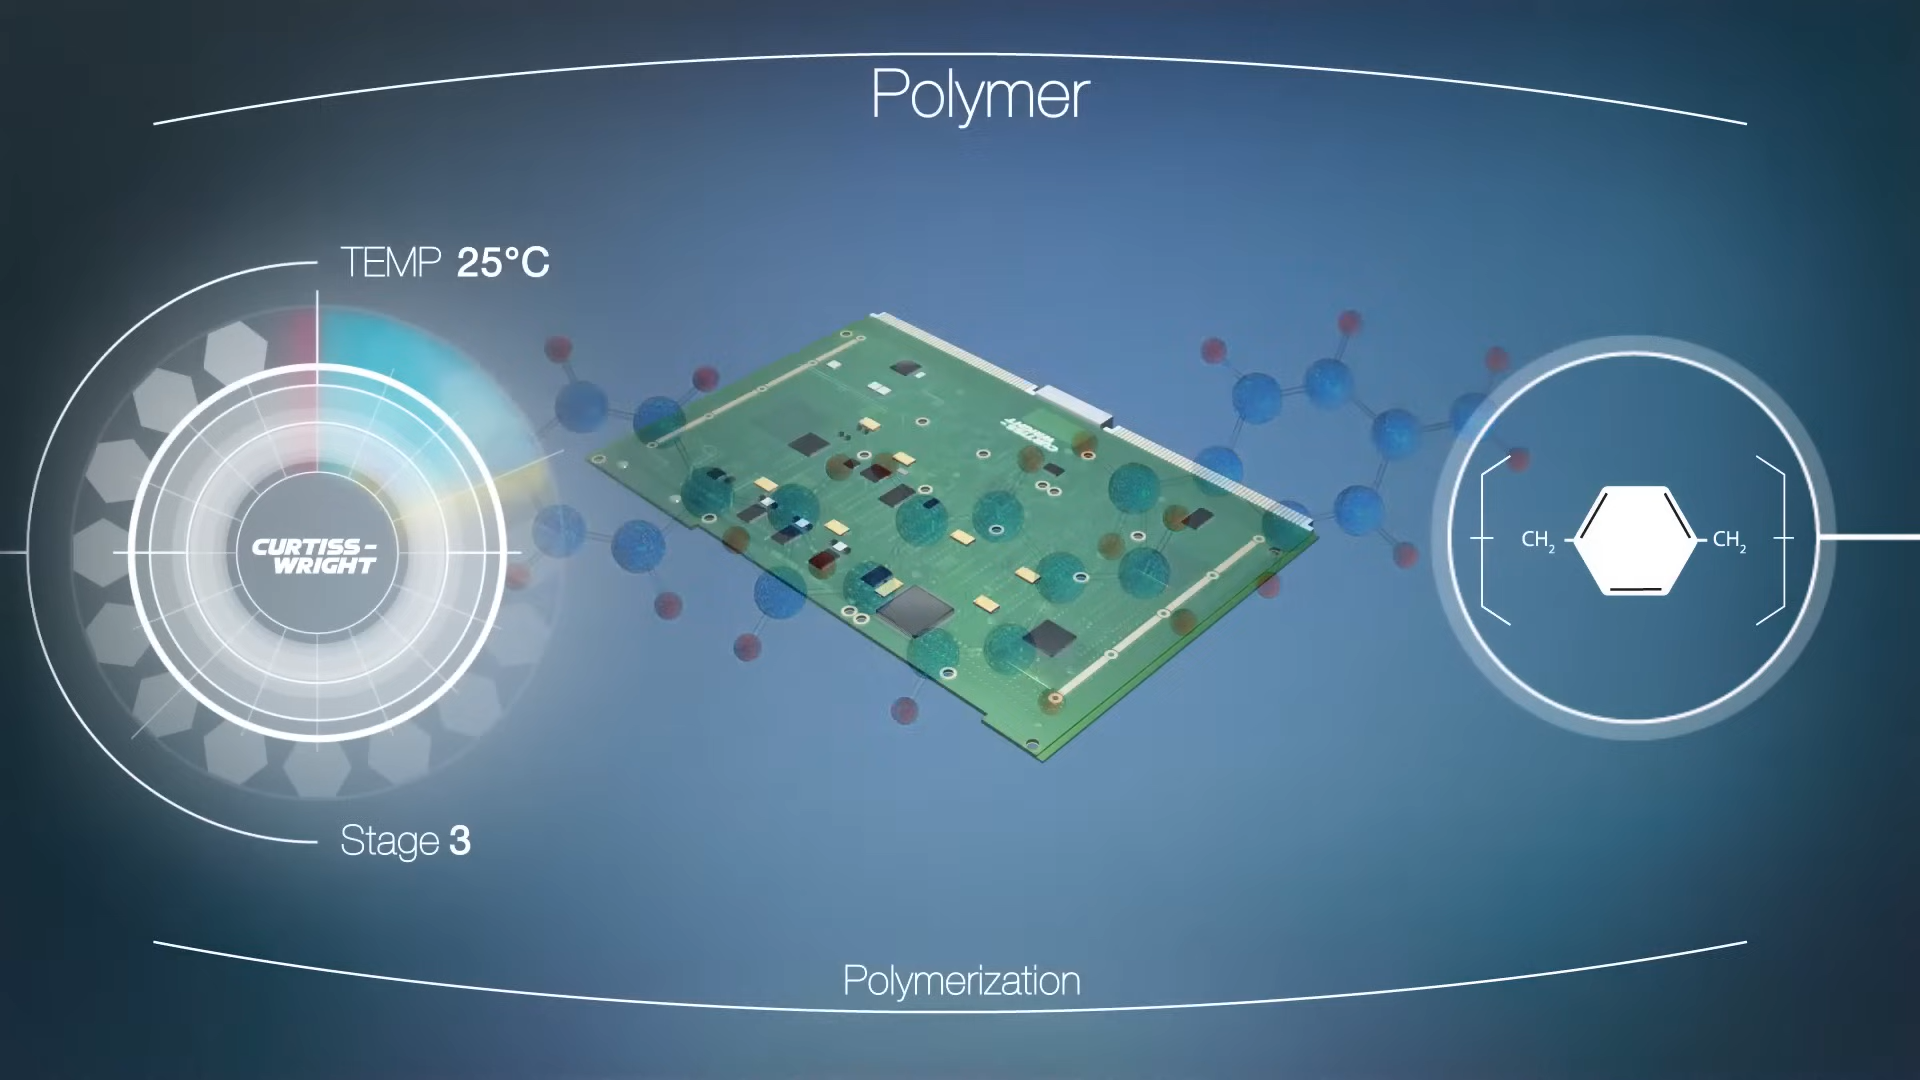 Polymer
TEMP 25°C
CURTISS-
WRIGHT
CH₂
CH₂
Stage 3
Polymerization